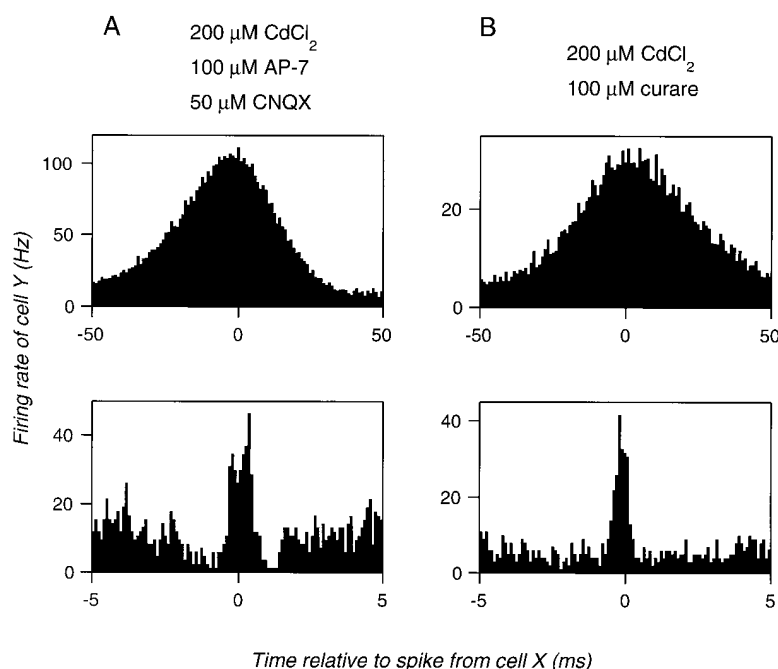 A
200 µM CdCl2
100 µM AP-7
50 µM CNQX
B
200 µM CdCl2
100 µM curare
Firing rate of cell Y (Hz)
100
50
0
-50 0 50
20
0
-50 0 50
40
20
0
-5 0 5
40
20
0
-5 0 5
Time relative to spike from cell X (ms)